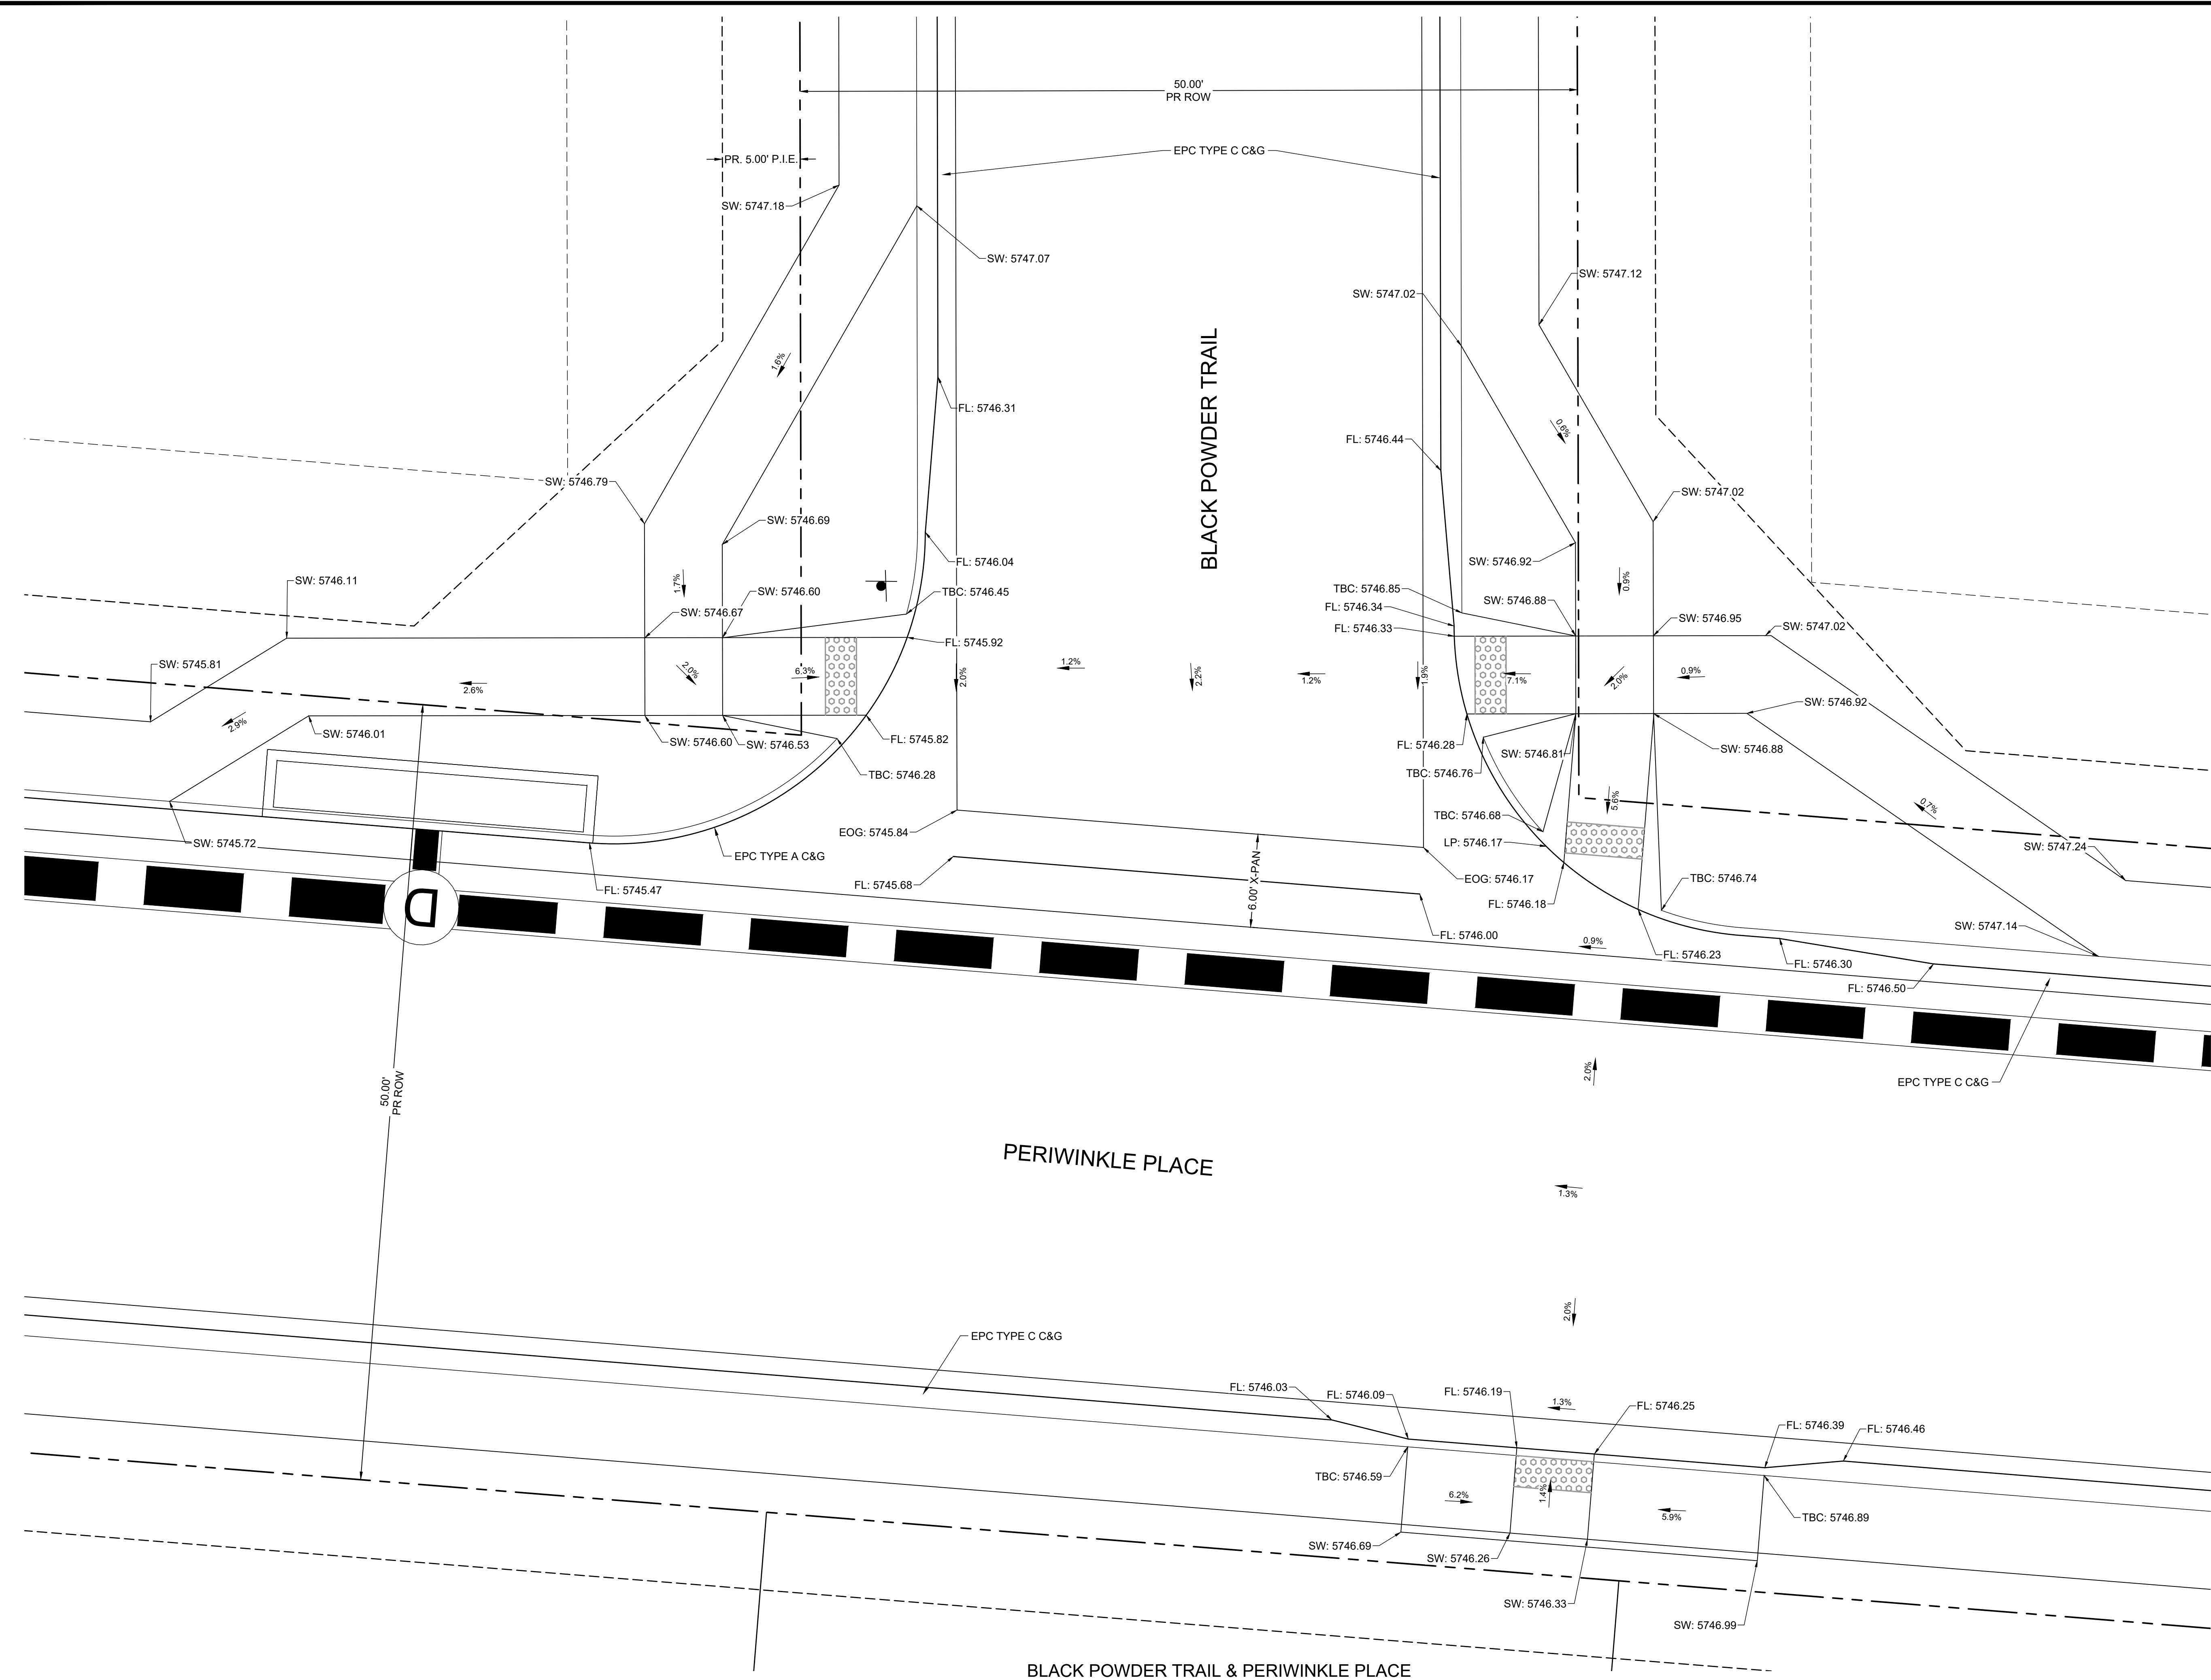 50.00'
PR ROW
EPC TYPE C C&G
PR. 5.00' P.I.E.
SW: 5747.18
SW: 5747.07
SW: 5747.12
SW: 5747.02
BLACK POWDER TRAIL
1.6%
FL: 5746.31
0.6%
FL: 5746.44
SW: 5746.79
SW: 5747.02
SW: 5746.69
FL: 5746.04
SW: 5746.92
SW: 5746.11
1.7%
SW: 5746.60
TBC: 5746.45
TBC: 5746.85
0.9%
SW: 5746.88
FL: 5746.34
SW: 5746.67
SW: 5746.95
FL: 5746.33
SW: 5747.02
FL: 5745.92
SW: 5745.81
2.0%
6.3%
2.0%
1.2%
2.2%
1.2%
1.9%
7.1%
2.0%
0.9%
2.6%
2.9%
SW: 5746.01
SW: 5746.92
SW: 5746.60
SW: 5746.53
FL: 5745.82
FL: 5746.28
SW: 5746.81
SW: 5746.88
TBC: 5746.28
TBC: 5746.76
5.6%
0.7%
EOG: 5745.84
TBC: 5746.68
SW: 5745.72
LP: 5746.17
SW: 5747.24
EPC TYPE A C&G
6.00' X-PAN
FL: 5745.68
EOG: 5746.17
TBC: 5746.74
FL: 5745.47
D
FL: 5746.18
SW: 5747.14
FL: 5746.00
0.9%
FL: 5746.23
FL: 5746.30
FL: 5746.50
2.0%
EPC TYPE C C&G
50.00'
PR ROW
PERIWINKLE PLACE
1.3%
2.0%
EPC TYPE C C&G
FL: 5746.03
FL: 5746.09
FL: 5746.19
1.3%
FL: 5746.25
FL: 5746.39
FL: 5746.46
TBC: 5746.59
6.2%
1.4%
5.9%
TBC: 5746.89
SW: 5746.69
SW: 5746.26
SW: 5746.33
SW: 5746.99
BLACK POWDER TRAIL & PERIWINKLE PLACE